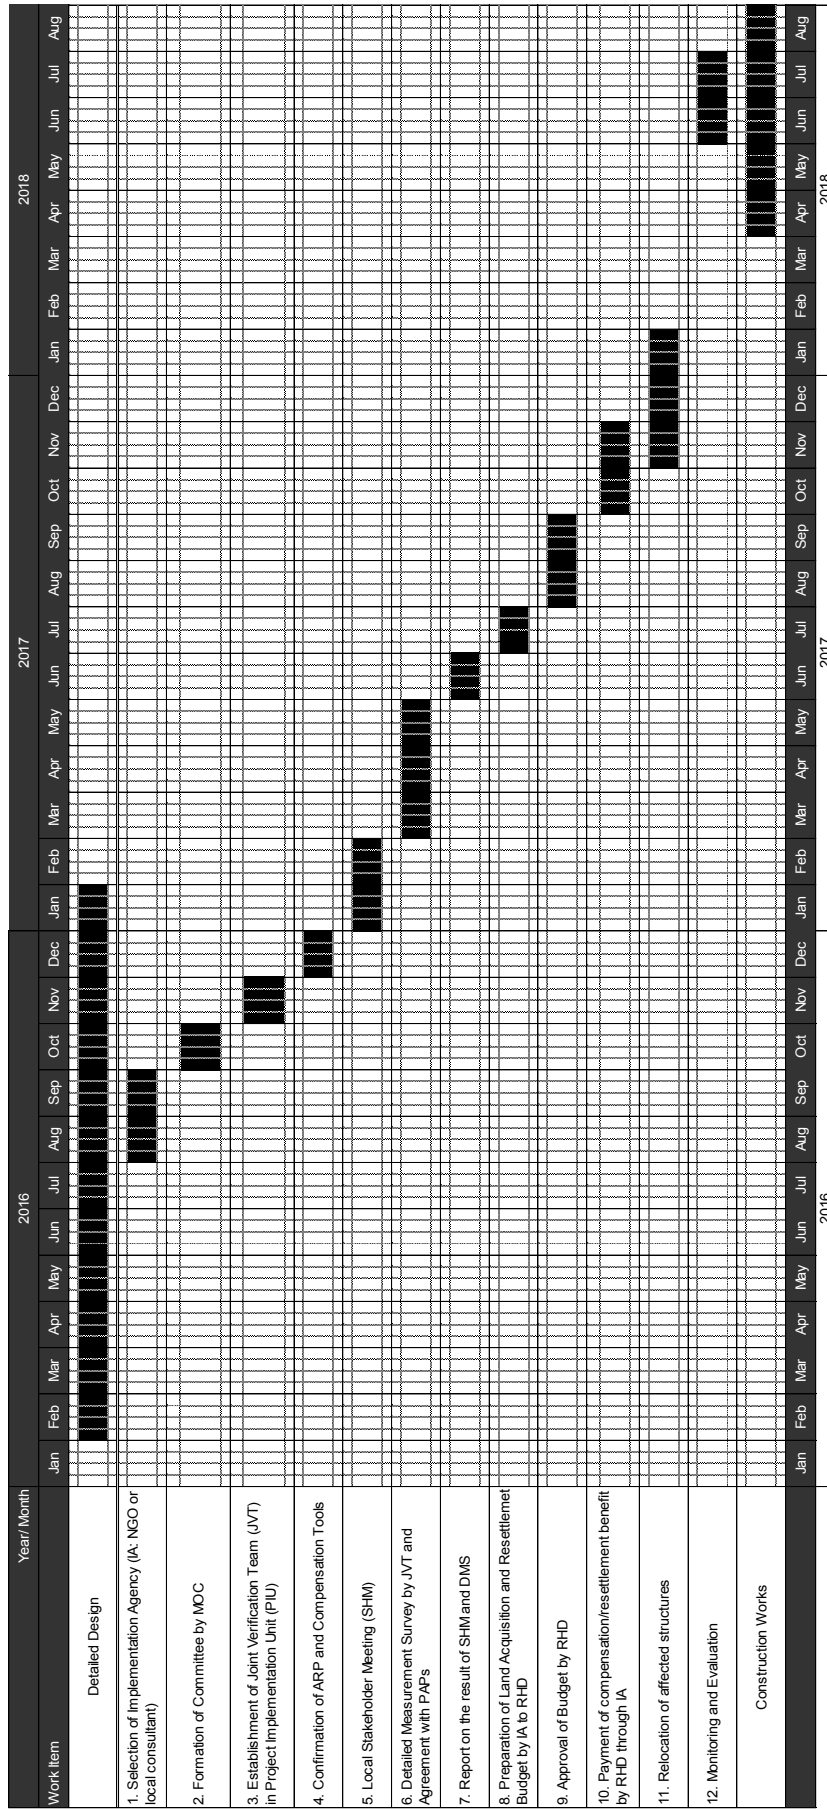 Year/ Month
2016
2017
2018
Work Item
Jan
Feb
Mar
Apr
May
Jun
Jul
Aug
Sep
Oct
Nov
Dec
Jan
Feb
Mar
Apr
May
Jun
Jul
Aug
Sep
Oct
Nov
Dec
Jan
Feb
Mar
Apr
May
Jun
Jul
Aug
Detailed Design
1. Selection of Implementation Agency (IA: NGO or
local consultant)
2. Formation of Committee by MOC
3. Establishment of Joint Verification Team (JVT)
in Project Implementation Unit (PIU)
4. Confirmation of ARP and Compensation Tools
5. Local Stakeholder Meeting (SHM)
6. Detailed Measurement Survey by JVT and
Agreement with PAPs
7. Report on the result of SHM and DMS
8. Preparation of Land Acquisition and Resettlemet
Budget by IA to RHD
9. Approval of Budget by RHD
10. Payment of compensation/resettlement benefit
by RHD through IA
11. Relocation of affected structures
12. Monitoring and Evaluation
Construction Works
Jan
Feb
Mar
Apr
May
Jun
Jul
Aug
Sep
Oct
Nov
Dec
Jan
Feb
Mar
Apr
May
Jun
Jul
Aug
Sep
Oct
Nov
Dec
Jan
Feb
Mar
Apr
May
Jun
Jul
Aug
2016
2017
2018